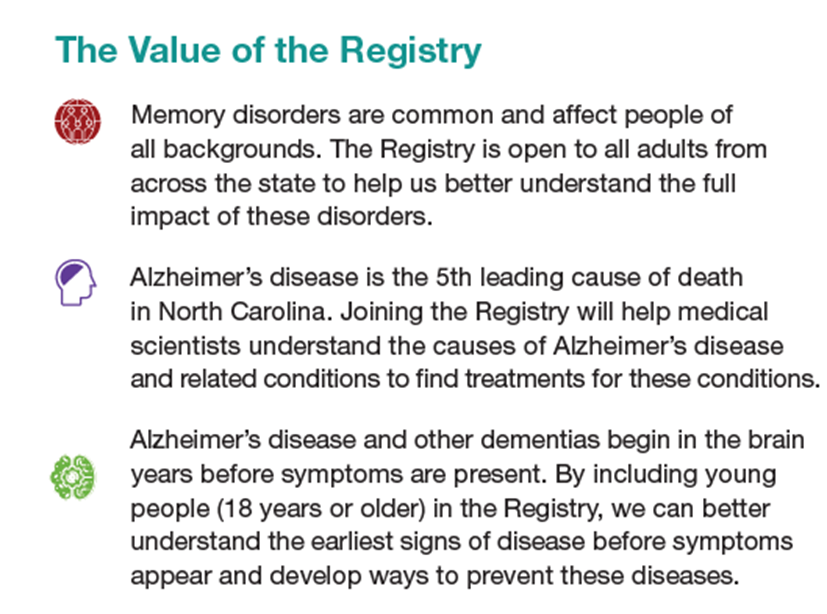 The Value of the Registry
Memory disorders are common and affect people of
all backgrounds. The Registry is open to all adults from
across the state to help us better understand the full
impact of these disorders.
Alzheimer’s disease is the 5th leading cause of death
in North Carolina. Joining the Registry will help medical
scientists understand the causes of Alzheimer’s disease
and related conditions to find treatments for these conditions.
Alzheimer’s disease and other dementias begin in the brain
years before symptoms are present. By including young
people (18 years or older) in the Registry, we can better
understand the earliest signs of disease before symptoms
appear and develop ways to prevent these diseases.